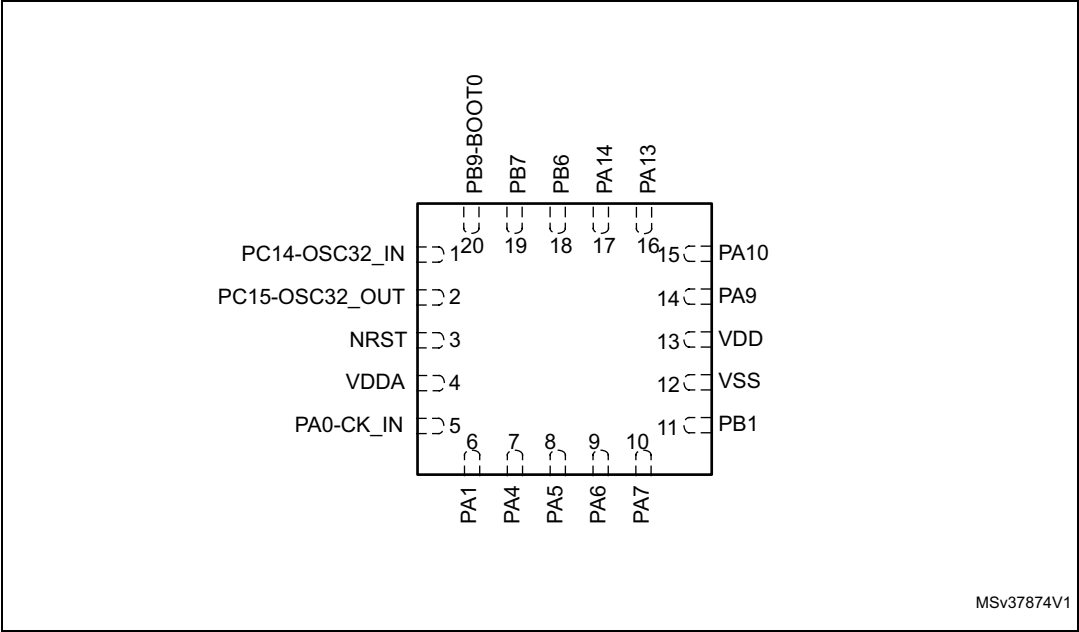 PB9-BOOT0
PB7
PB6
PA14
PA13
20
19
18
17
16
PC14-OSC32_IN 1
15 PA10
PC15-OSC32_OUT 2
14 PA9
NRST 3
13 VDD
VDDA 4
12 VSS
PA0-CK_IN 5
11 PB1
6
7
8
9
10
PA1
PA4
PA5
PA6
PA7
MSv37874V1